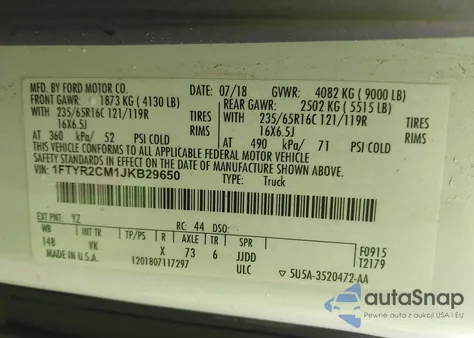 MFD. BY FORD MOTOR CO. DATE: 07/18 GVWR: 4082 KG ( 9000 LB)
FRONT GAWR: 1873 KG ( 4130 LB) REAR GAWR: 2502 KG ( 5515 LB)
WITH 235/65R16C 121/119R TIRES WITH 235/65R16C 121/119R TIRES
16X6.5J RIMS 16X6.5J RIMS
AT 360 kPa/ 52 PSI COLD AT 490 kPa/ 71 PSI COLD
THIS VEHICLE CONFORMS TO ALL APPLICABLE FEDERAL MOTOR VEHICLE
SAFETY STANDARDS IN EFFECT ON THE DATE OF MANUFACTURE SHOWN ABOVE.
VIN: 1FTYR2CM1JKB29650 TYPE: Truck
EXT PNT: YZ RC: 44 DSO:
WB TP/PS R AXLE TR F0915
148 VK X 73 6 JJDD T2179
MADE IN U.S.A. 1201807117297 ULC 5U5A-3520472-AA
autoSnap
Pewne auto z aukcji USA i EU